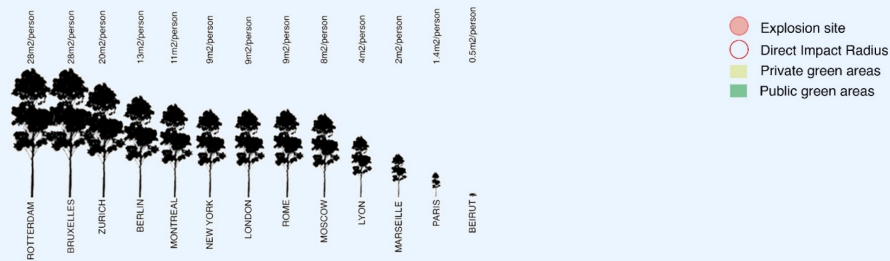 28m2/person
28m2/person
20m2/person
13m2/person
11m2/person
9m2/person
9m2/person
9m2/person
8m2/person
4m2/person
2m2/person
1.4m2/person
0.5m2/person
ROTTERDAM
BRUXELLES
ZURICH
BERLIN
MONTREAL
NEW YORK
LONDON
ROME
MOSCOW
LYON
MARSEILLE
PARIS
BEIRUT
Explosion site
Direct Impact Radius
Private green areas
Public green areas